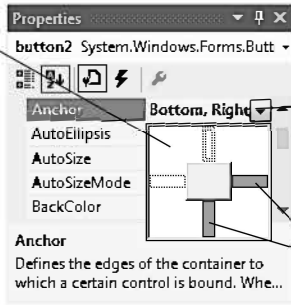 Properties
button2 System.Windows.Forms.Butt
Anchor Bottom, Right
AutoEllipsis
AutoSize
AutoSizeMode
BackColor
Anchor
Defines the edges of the container to
which a certain control is bound. Whe...